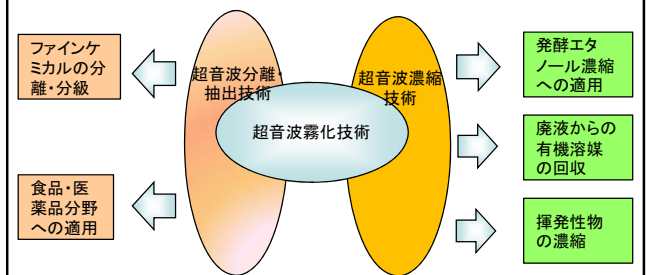 ファインケ
ミカルの分
離・分級
食品・医
薬品分野
への適用
超音波分離・
抽出技術
超音波霧化技術
超音波濃縮
技術
発酵エタ
ノール濃縮
への適用
廃液からの
有機溶媒
の回収
揮発性物
の濃縮